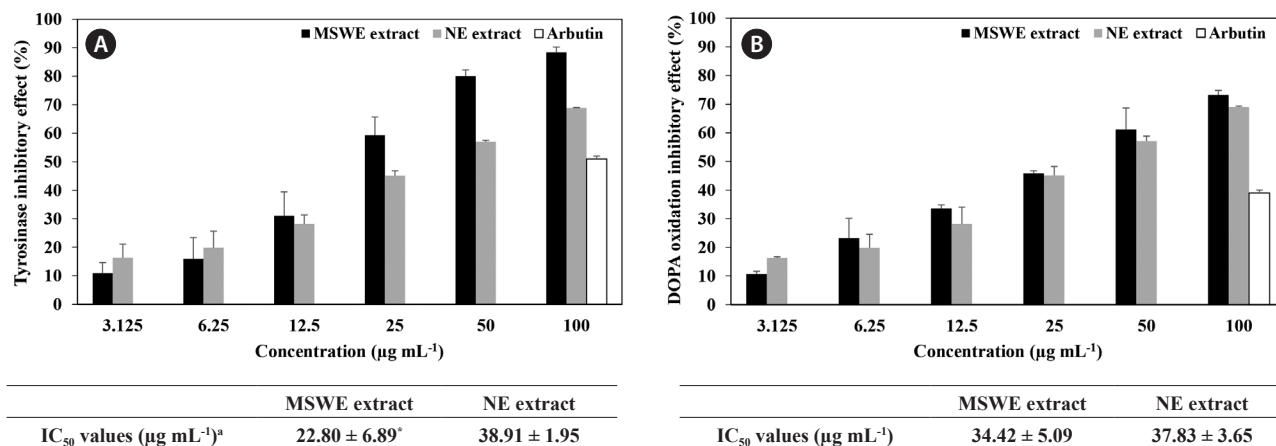 A
MSWE extract NE extract Arbutin
Tyrosinase inhibitory effect (%)
100
90
80
70
60
50
40
30
20
10
0
3.125 6.25 12.5 25 50 100
Concentration (µg mL⁻¹)
MSWE extract NE extract
IC₅₀ values (µg mL⁻¹)ᵃ 22.80 ± 6.89* 38.91 ± 1.95
B
MSWE extract NE extract Arbutin
DOPA oxidation inhibitory effect (%)
100
90
80
70
60
50
40
30
20
10
0
3.125 6.25 12.5 25 50 100
Concentration (µg mL⁻¹)
MSWE extract NE extract
IC₅₀ values (µg mL⁻¹) 34.42 ± 5.09 37.83 ± 3.65